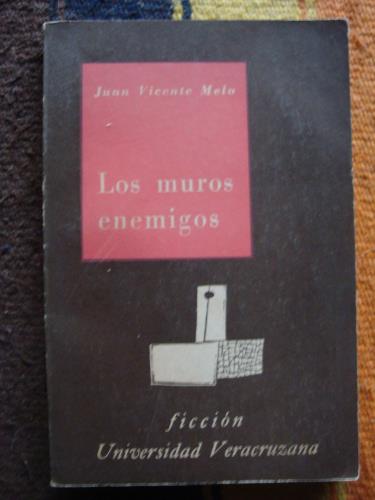 Juan Vicente Melo
Los muros
enemigos
ficción
Universidad Veracruzana